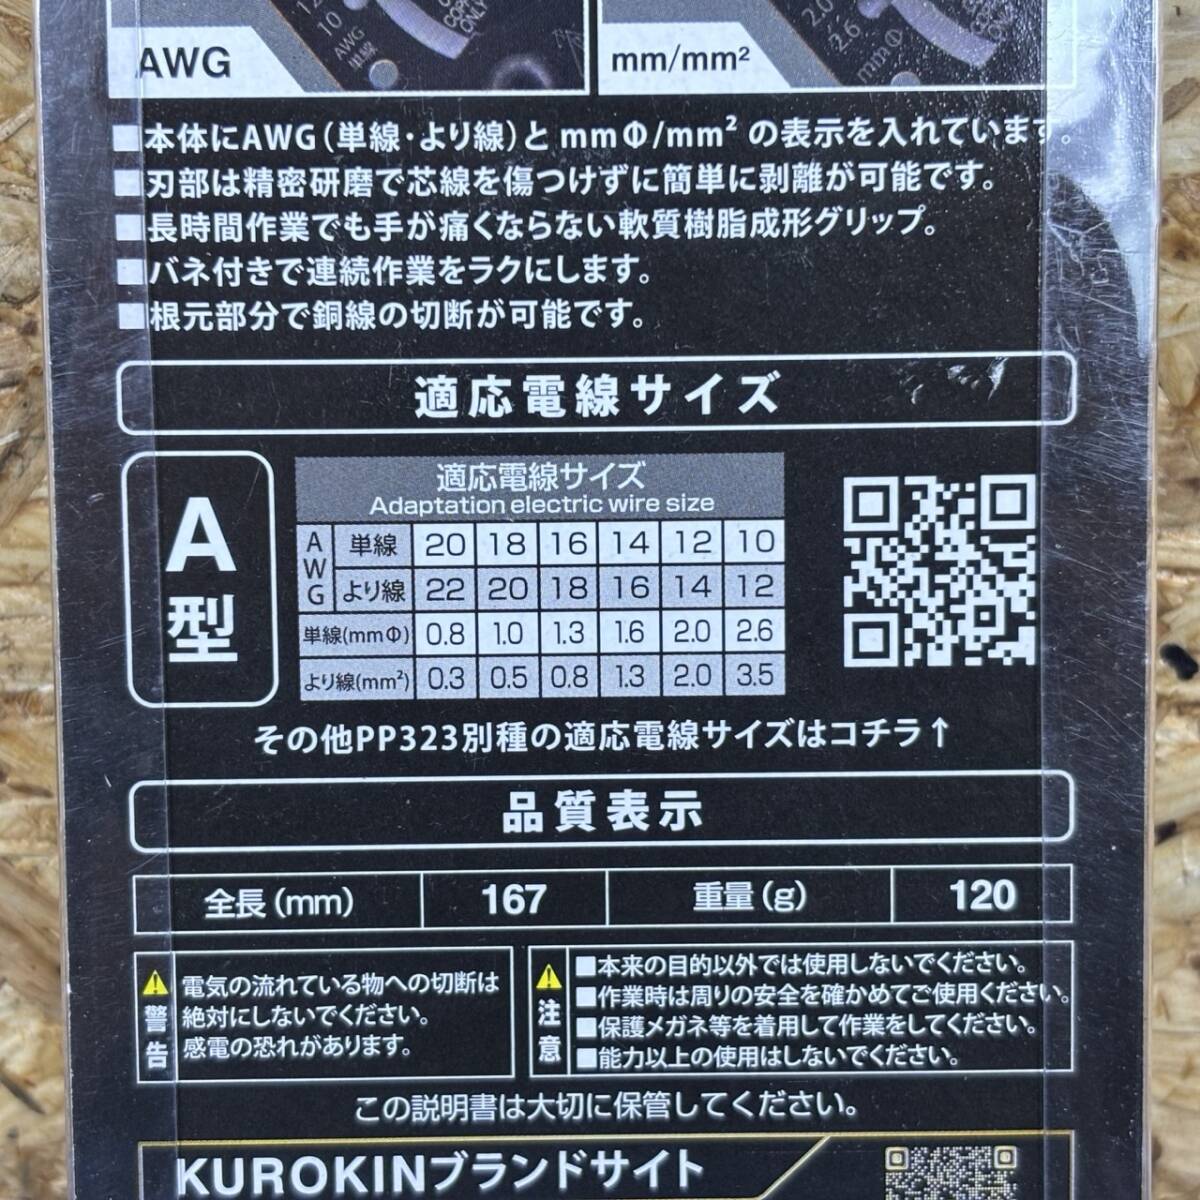 12
10
AWG
単線
COPPER
ONLY
AWG
2.0
2.6
mmΦ
mm/mm²
■本体にAWG(単線・より線)とmmΦ/mm²の表示を入れています。
■刃部は精密研磨で芯線を傷つけずに簡単に剥離が可能です。
■長時間作業でも手が痛くならない軟質樹脂成形グリップ。
■バネ付きで連続作業をラクにします。
■根元部分で銅線の切断が可能です。
適応電線サイズ
A型
適応電線サイズ
Adaptation electric wire size
AWG 単線 20 18 16 14 12 10
より線 22 20 18 16 14 12
単線(mmΦ) 0.8 1.0 1.3 1.6 2.0 2.6
より線(mm²) 0.3 0.5 0.8 1.3 2.0 3.5
その他PP323別種の適応電線サイズはコチラ↑
品質表示
全長(mm) 167 重量(g) 120
警告
電気の流れている物への切断は
絶対にしないでください。
感電の恐れがあります。
注意
■本来の目的以外では使用しないでください。
■作業時は周りの安全を確かめてご使用ください。
■保護メガネ等を着用して作業をしてください。
■能力以上の使用はしないでください。
この説明書は大切に保管してください。
KUROKINブランドサイト